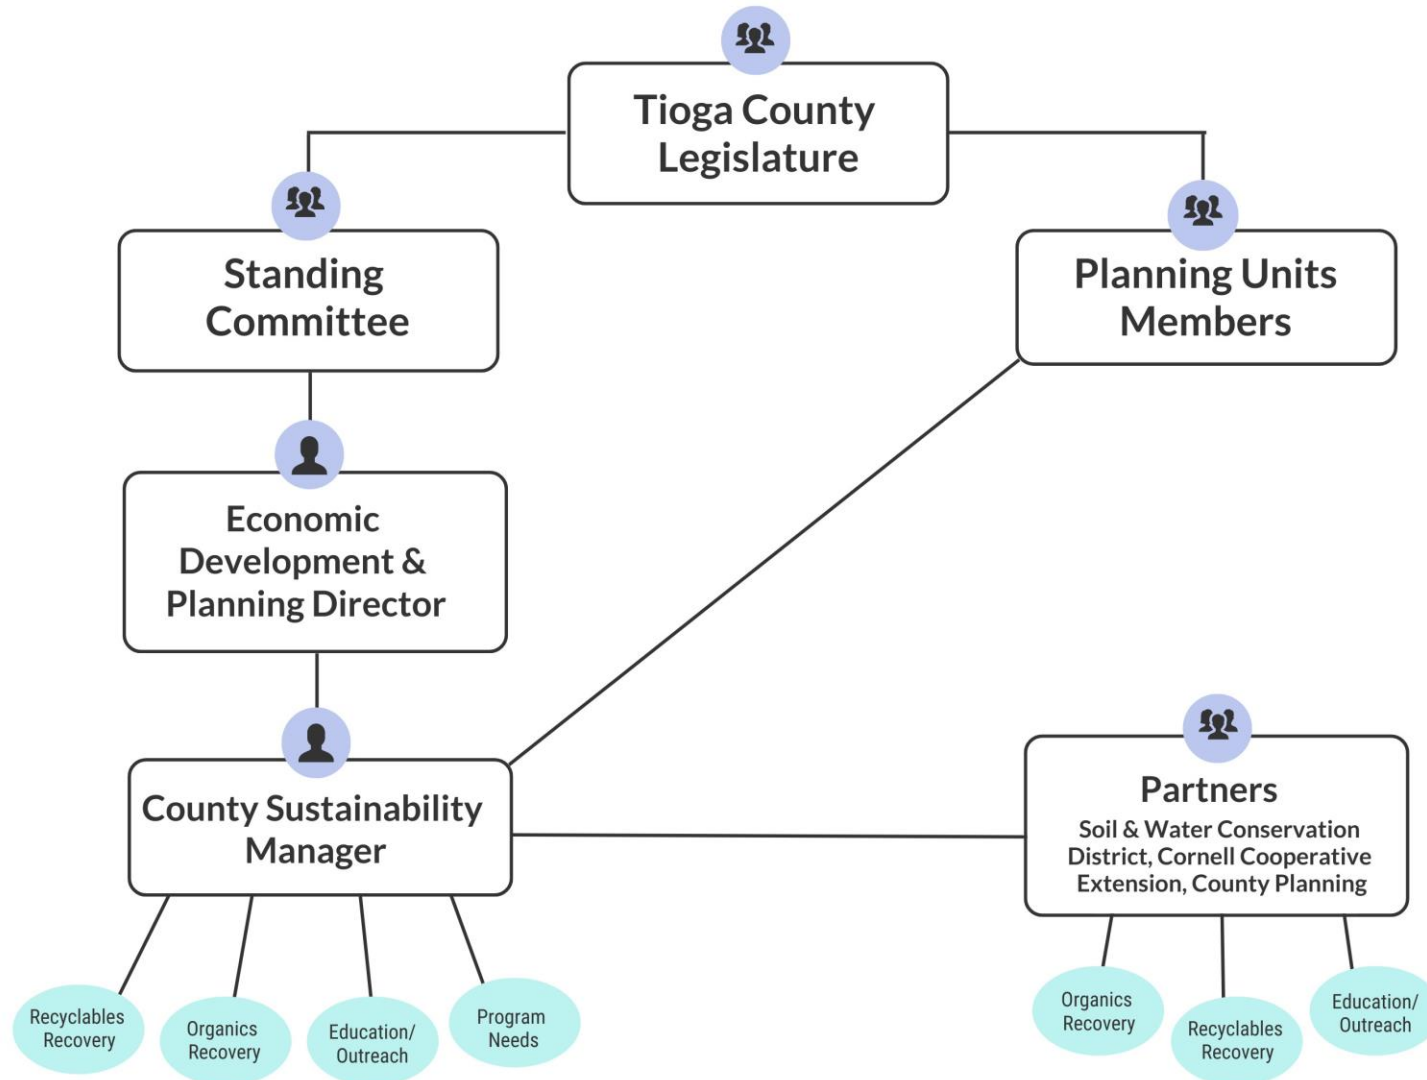 Tioga County
Legislature
Standing
Committee
Planning Units
Members
Economic
Development &
Planning Director
County Sustainability
Manager
Partners
Soil & Water Conservation
District, Cornell Cooperative
Extension, County Planning
Recyclables
Recovery
Organics
Recovery
Education/
Outreach
Program
Needs
Organics
Recovery
Recyclables
Recovery
Education/
Outreach